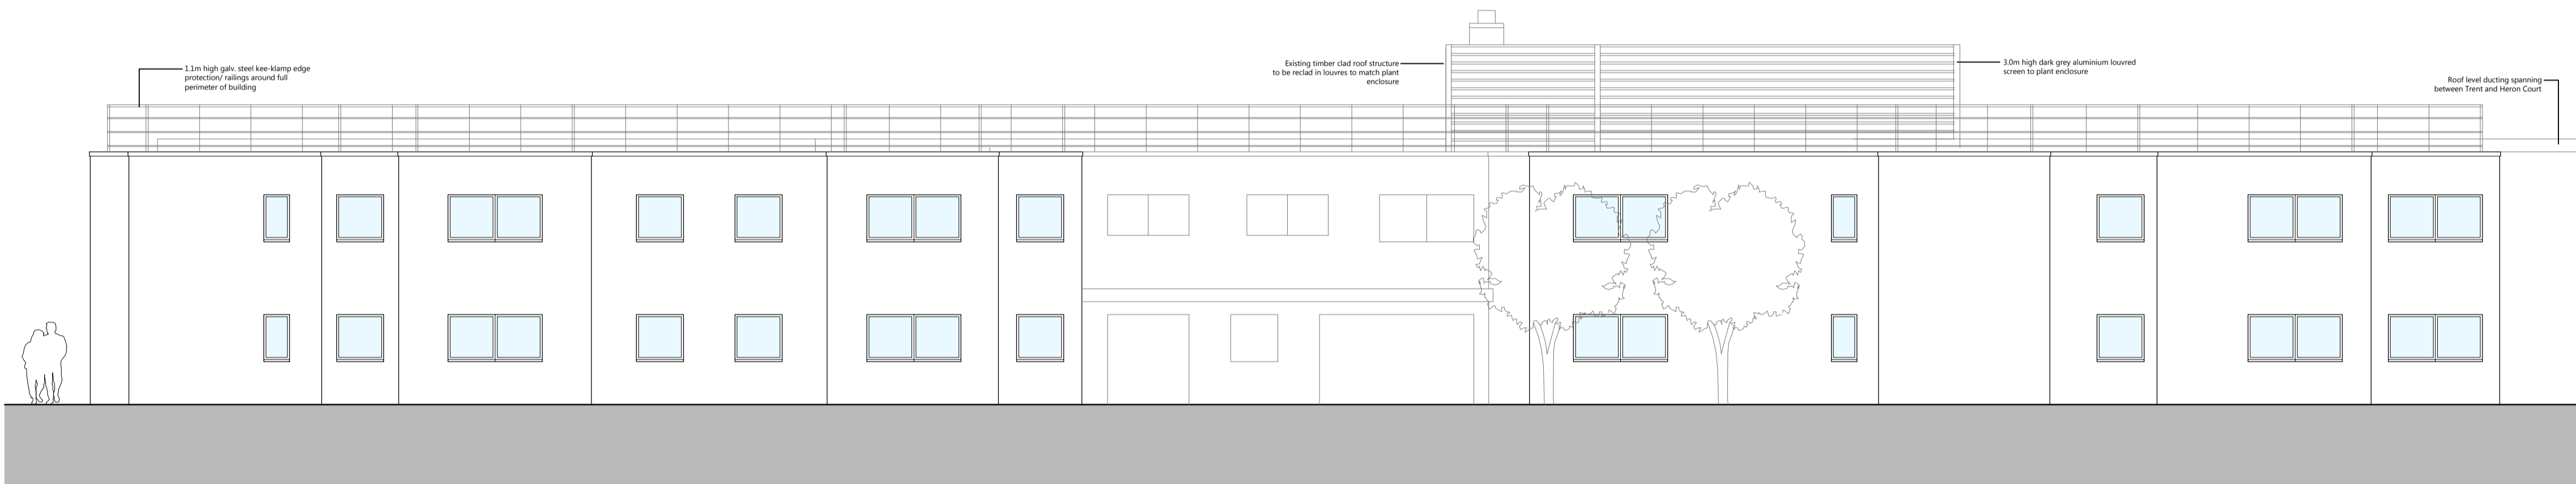 1.1m high galv. steel kee-klamp edge
protection/ railings around full
perimeter of building
Existing timber clad roof structure
to be reclad in louvres to match plant
enclosure
3.0m high dark grey aluminium louvred
screen to plant enclosure
Roof level ducting spanning
between Trent and Heron Court